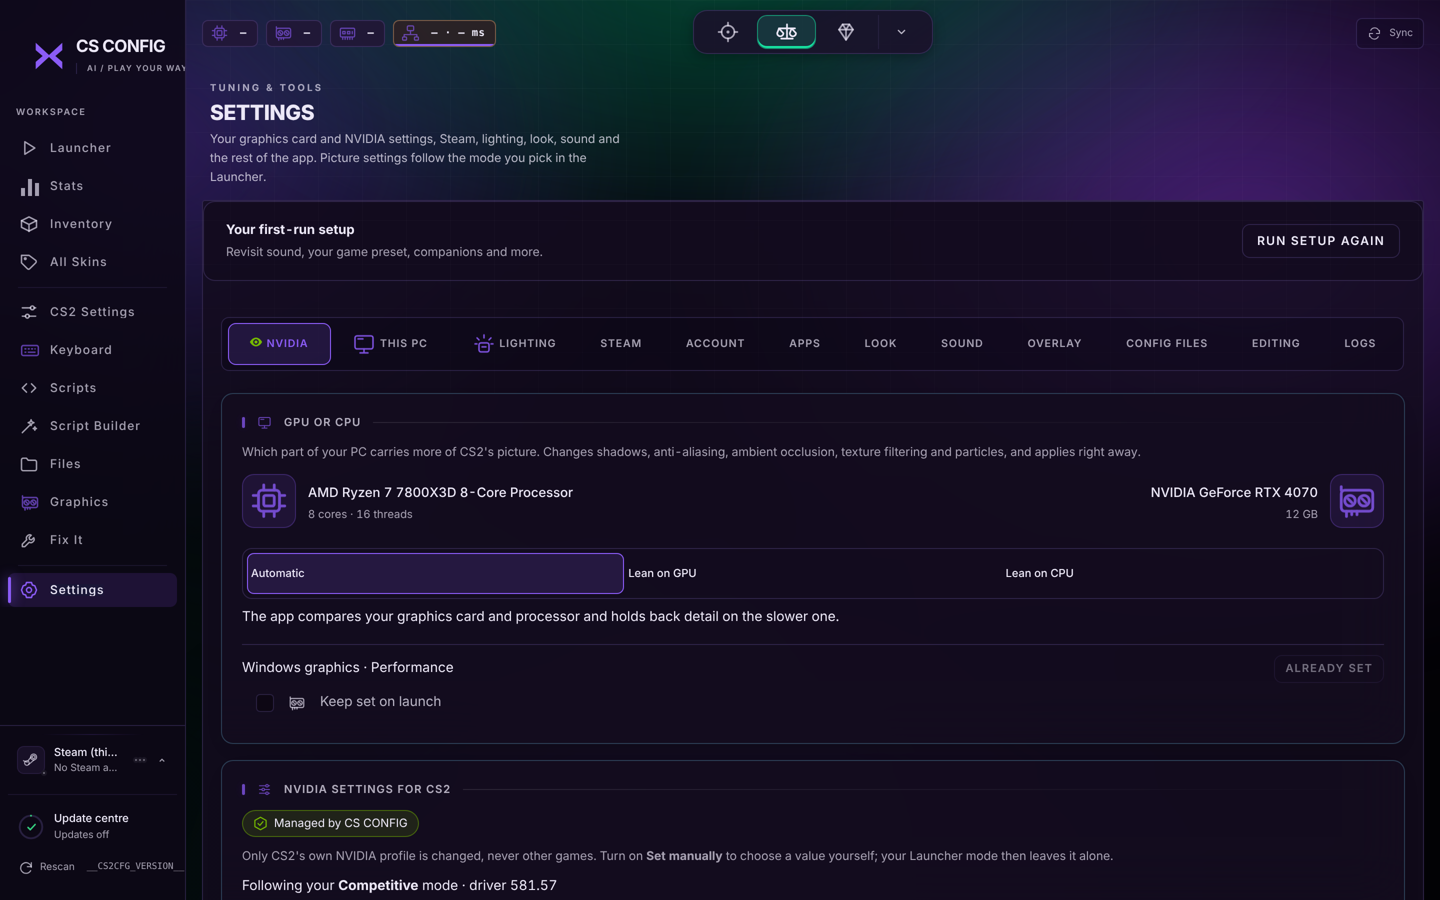 CS CONFIG
AI / PLAY YOUR WAY
WORKSPACE
Launcher
Stats
Inventory
All Skins
CS2 Settings
Keyboard
Scripts
Script Builder
Files
Graphics
Fix It
Settings
Steam (thi...
No Steam a...
Update centre
Updates off
Rescan
__CS2CFG_VERSION__
– · – ms
Sync
TUNING & TOOLS
SETTINGS
Your graphics card and NVIDIA settings, Steam, lighting, look, sound and
the rest of the app. Picture settings follow the mode you pick in the
Launcher.
Your first-run setup
Revisit sound, your game preset, companions and more.
RUN SETUP AGAIN
NVIDIA THIS PC LIGHTING STEAM ACCOUNT APPS LOOK SOUND OVERLAY CONFIG FILES EDITING LOGS
GPU OR CPU
Which part of your PC carries more of CS2's picture. Changes shadows, anti-aliasing, ambient occlusion, texture filtering and particles, and applies right away.
AMD Ryzen 7 7800X3D 8-Core Processor
8 cores · 16 threads
NVIDIA GeForce RTX 4070
12 GB
Automatic Lean on GPU Lean on CPU
The app compares your graphics card and processor and holds back detail on the slower one.
Windows graphics · Performance
ALREADY SET
Keep set on launch
NVIDIA SETTINGS FOR CS2
Managed by CS CONFIG
Only CS2's own NVIDIA profile is changed, never other games. Turn on Set manually to choose a value yourself; your Launcher mode then leaves it alone.
Following your Competitive mode · driver 581.57